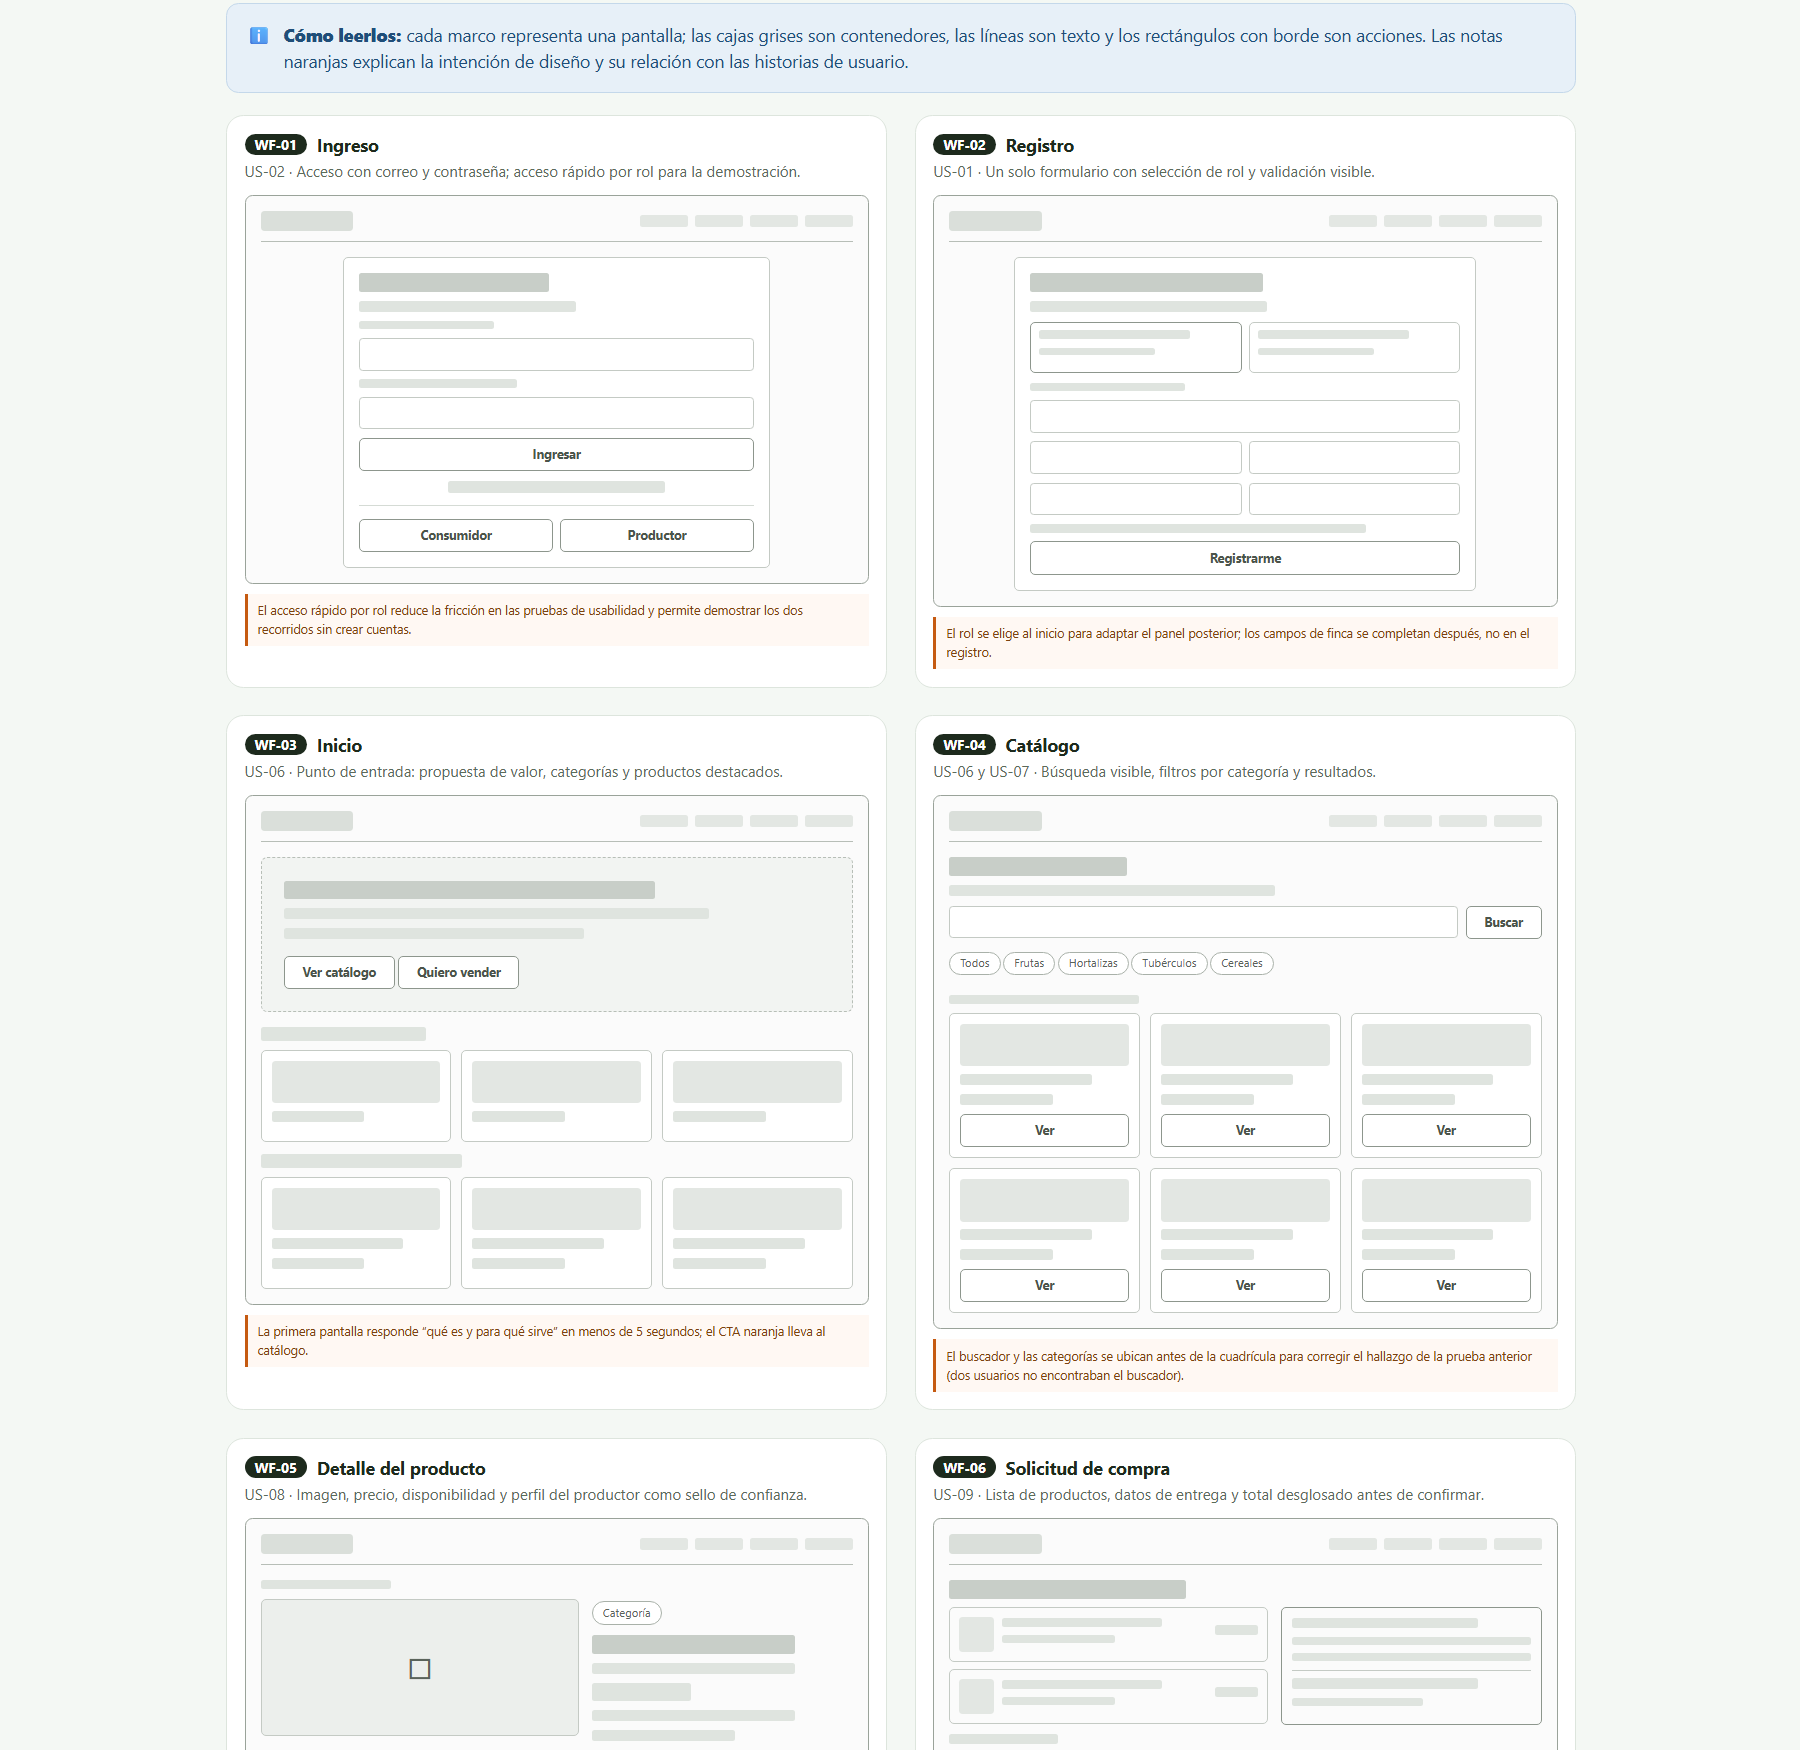 Cómo leerlos: cada marco representa una pantalla; las cajas grises son contenedores, las líneas son texto y los rectángulos con borde son acciones. Las notas
naranjas explican la intención de diseño y su relación con las historias de usuario.
WF-01 Ingreso
US-02 · Acceso con correo y contraseña; acceso rápido por rol para la demostración.
Ingresar
Consumidor Productor
El acceso rápido por rol reduce la fricción en las pruebas de usabilidad y permite demostrar los dos
recorridos sin crear cuentas.
WF-02 Registro
US-01 · Un solo formulario con selección de rol y validación visible.
Registrarme
El rol se elige al inicio para adaptar el panel posterior; los campos de finca se completan después, no en el
registro.
WF-03 Inicio
US-06 · Punto de entrada: propuesta de valor, categorías y productos destacados.
Ver catálogo Quiero vender
La primera pantalla responde “qué es y para qué sirve” en menos de 5 segundos; el CTA naranja lleva al
catálogo.
WF-04 Catálogo
US-06 y US-07 · Búsqueda visible, filtros por categoría y resultados.
Buscar
Todos Frutas Hortalizas Tubérculos Cereales
Ver Ver Ver
Ver Ver Ver
El buscador y las categorías se ubican antes de la cuadrícula para corregir el hallazgo de la prueba anterior
(dos usuarios no encontraban el buscador).
WF-05 Detalle del producto
US-08 · Imagen, precio, disponibilidad y perfil del productor como sello de confianza.
Categoría
WF-06 Solicitud de compra
US-09 · Lista de productos, datos de entrega y total desglosado antes de confirmar.